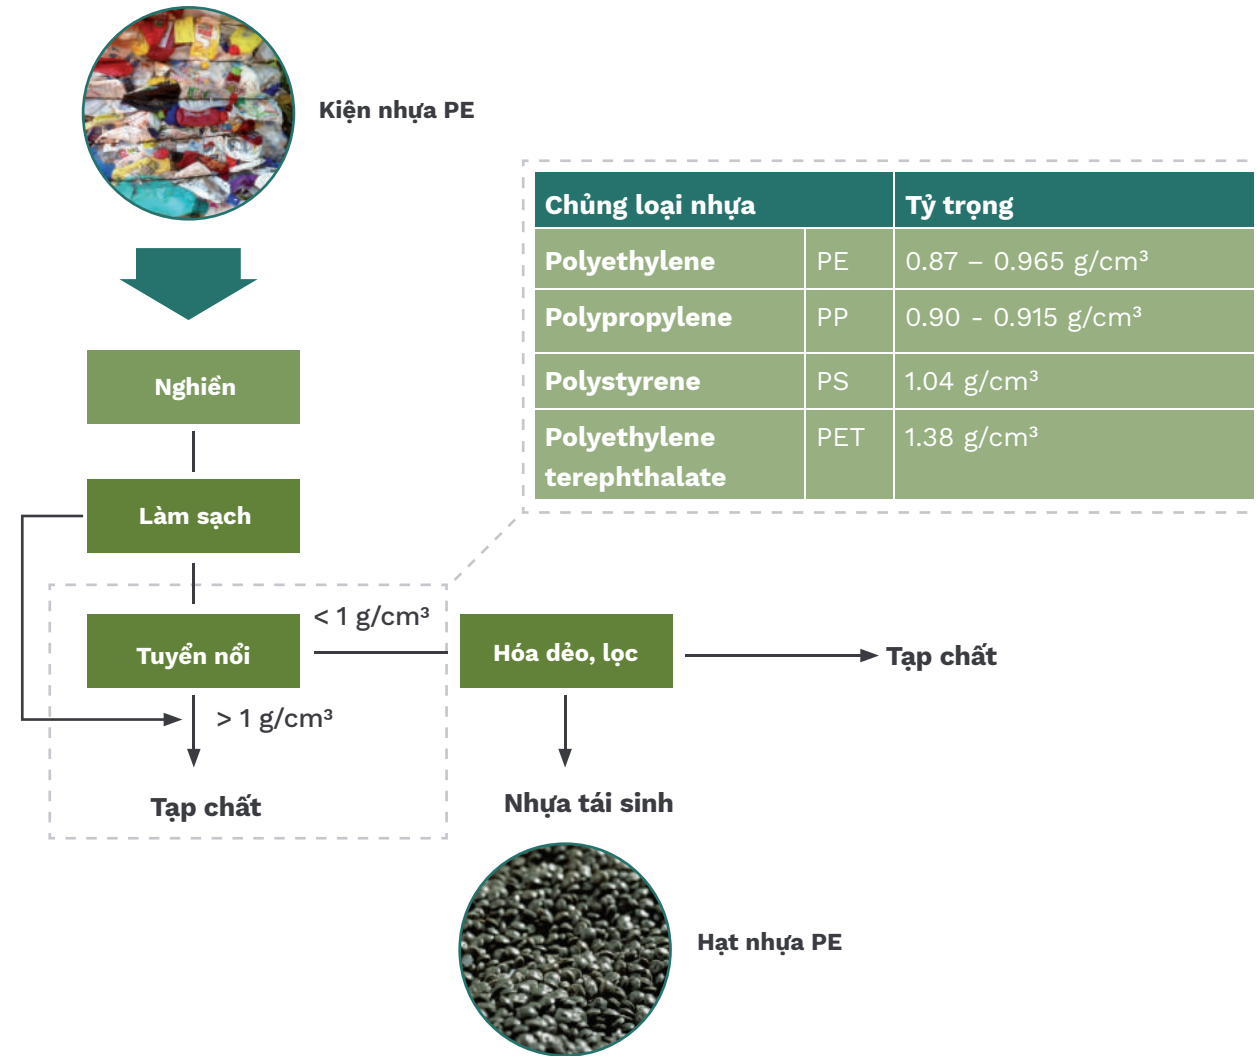 Kiện nhựa PE
Chủng loại nhựa Tỷ trọng
Polyethylene PE 0.87 – 0.965 g/cm³
Polypropylene PP 0.90 - 0.915 g/cm³
Polystyrene PS 1.04 g/cm³
Polyethylene PET 1.38 g/cm³
terephthalate
Nghiền
Làm sạch
< 1 g/cm³
Tuyển nổi
Hóa dẻo, lọc
Tạp chất
> 1 g/cm³
Tạp chất
Nhựa tái sinh
Hạt nhựa PE